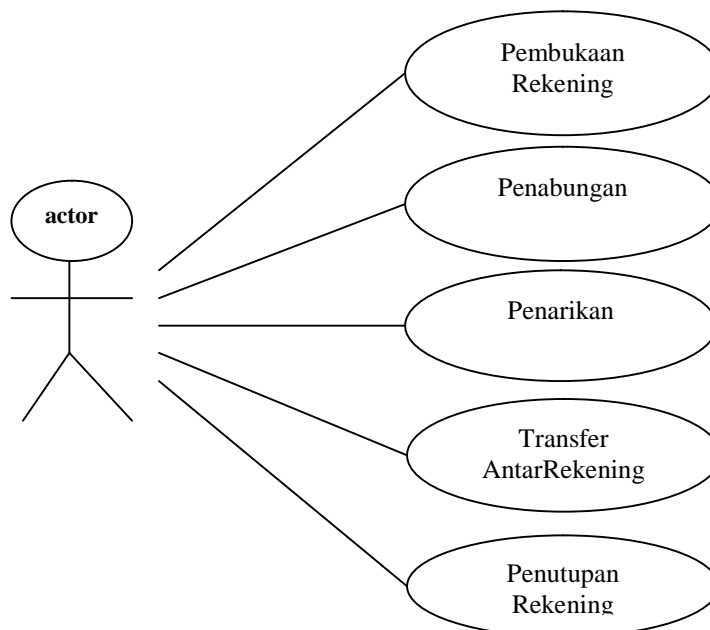 Pembukaan
Rekening
Penabungan
actor
Penarikan
Transfer
AntarRekening
Penutupan
Rekening